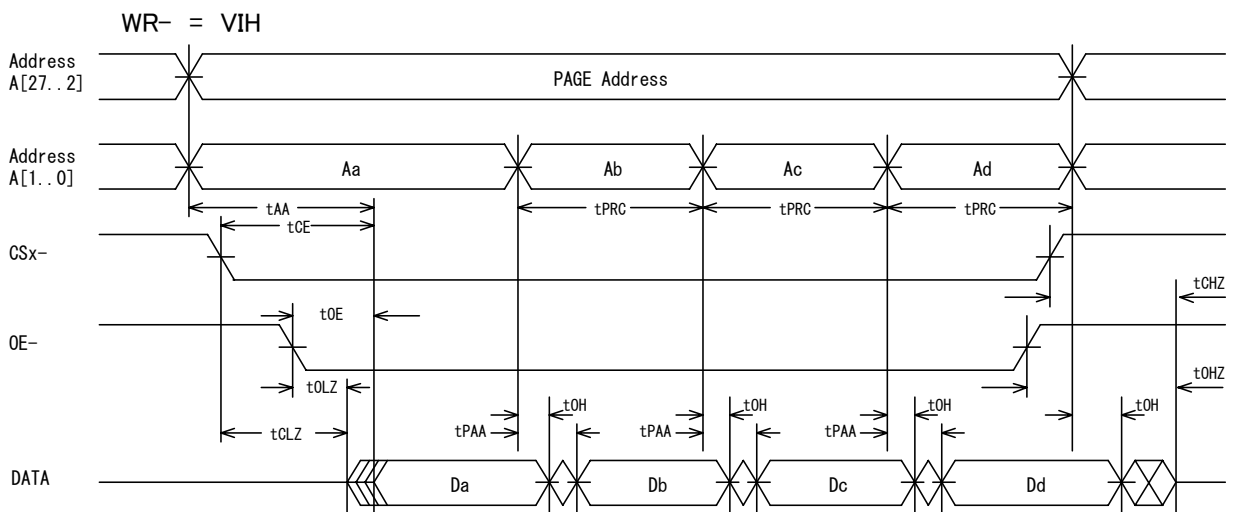 WR- = VIH
Address
A[27..2]
PAGE Address
Address
A[1..0]
Aa
Ab
Ac
Ad
tAA
tPRC
tPRC
tPRC
tCE
CSx-
tCHZ
tOE
OE-
tOLZ
tOHZ
tOH
tOH
tOH
tOH
tCLZ
tPAA
tPAA
tPAA
DATA
Da
Db
Dc
Dd